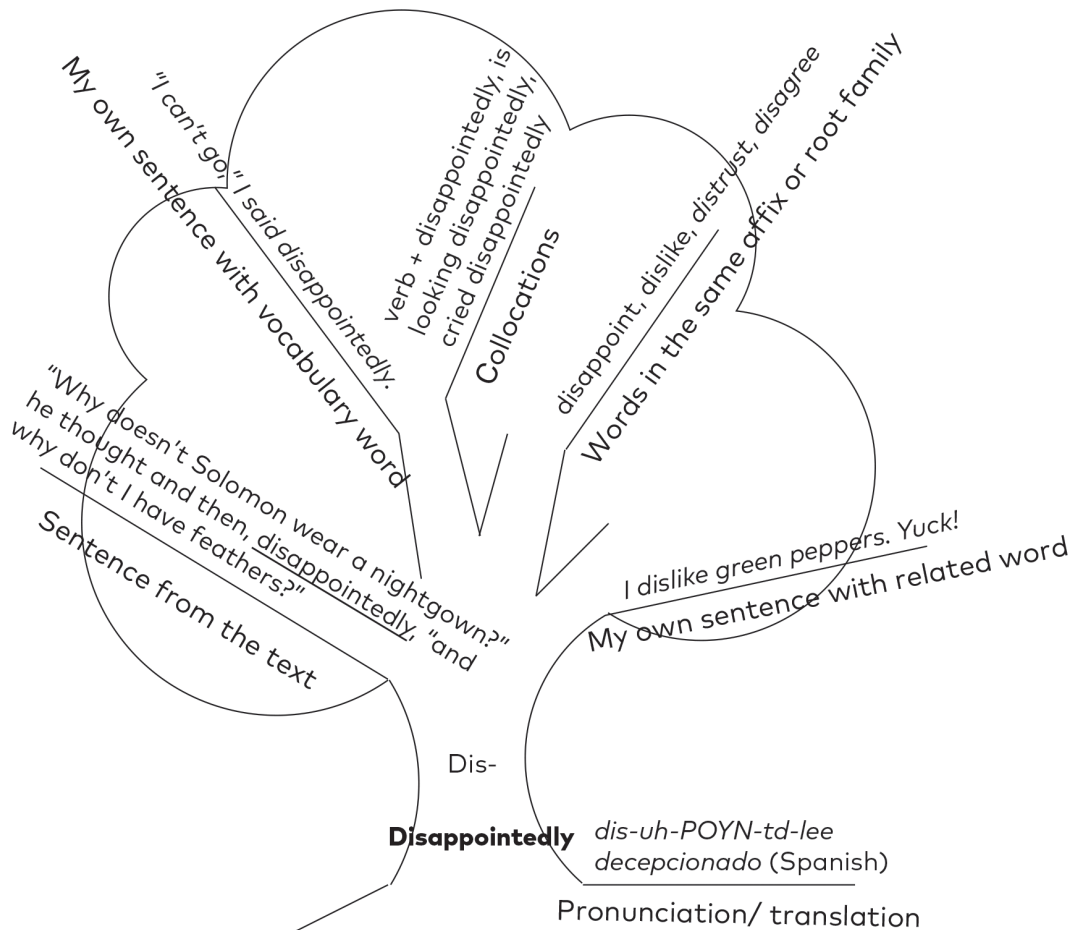 "I can't go," I said disappointedly.
My own sentence with vocabulary word
verb + disappointedly, is
looking disappointedly,
cried disappointedly
Collocations
disappoint, dislike, distrust, disagree
Words in the same affix or root family
"Why doesn't Solomon wear a nightgown?"
he thought and then, disappointedly, "and
why don't I have feathers?"
Sentence from the text
I dislike green peppers. Yuck!
My own sentence with related word
Dis-
Disappointedly
dis-uh-POYN-td-lee
decepcionado (Spanish)
Pronunciation/ translation